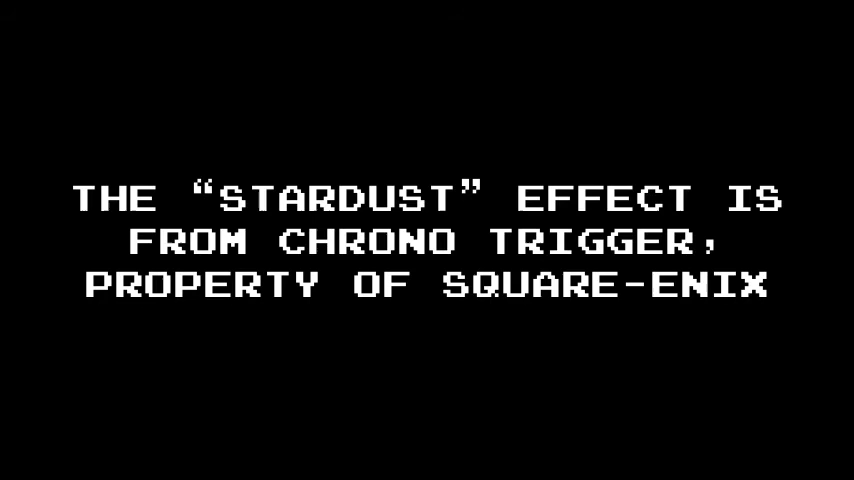 THE “STARDUST” EFFECT IS
FROM CHRONO TRIGGER,
PROPERTY OF SQUARE-ENIX